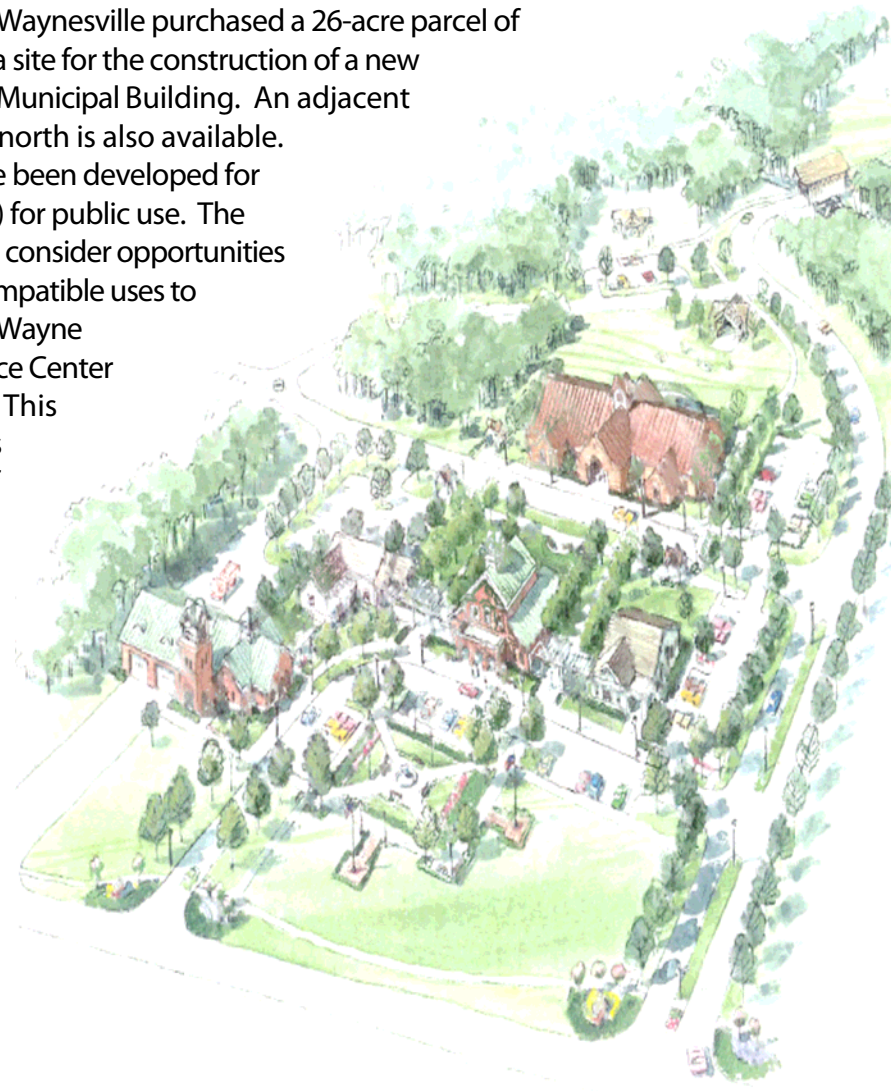 Waynesville purchased a 26-acre parcel of
a site for the construction of a new
Municipal Building. An adjacent
north is also available.
been developed for
) for public use. The
consider opportunities
mpatible uses to
Wayne
ce Center
This